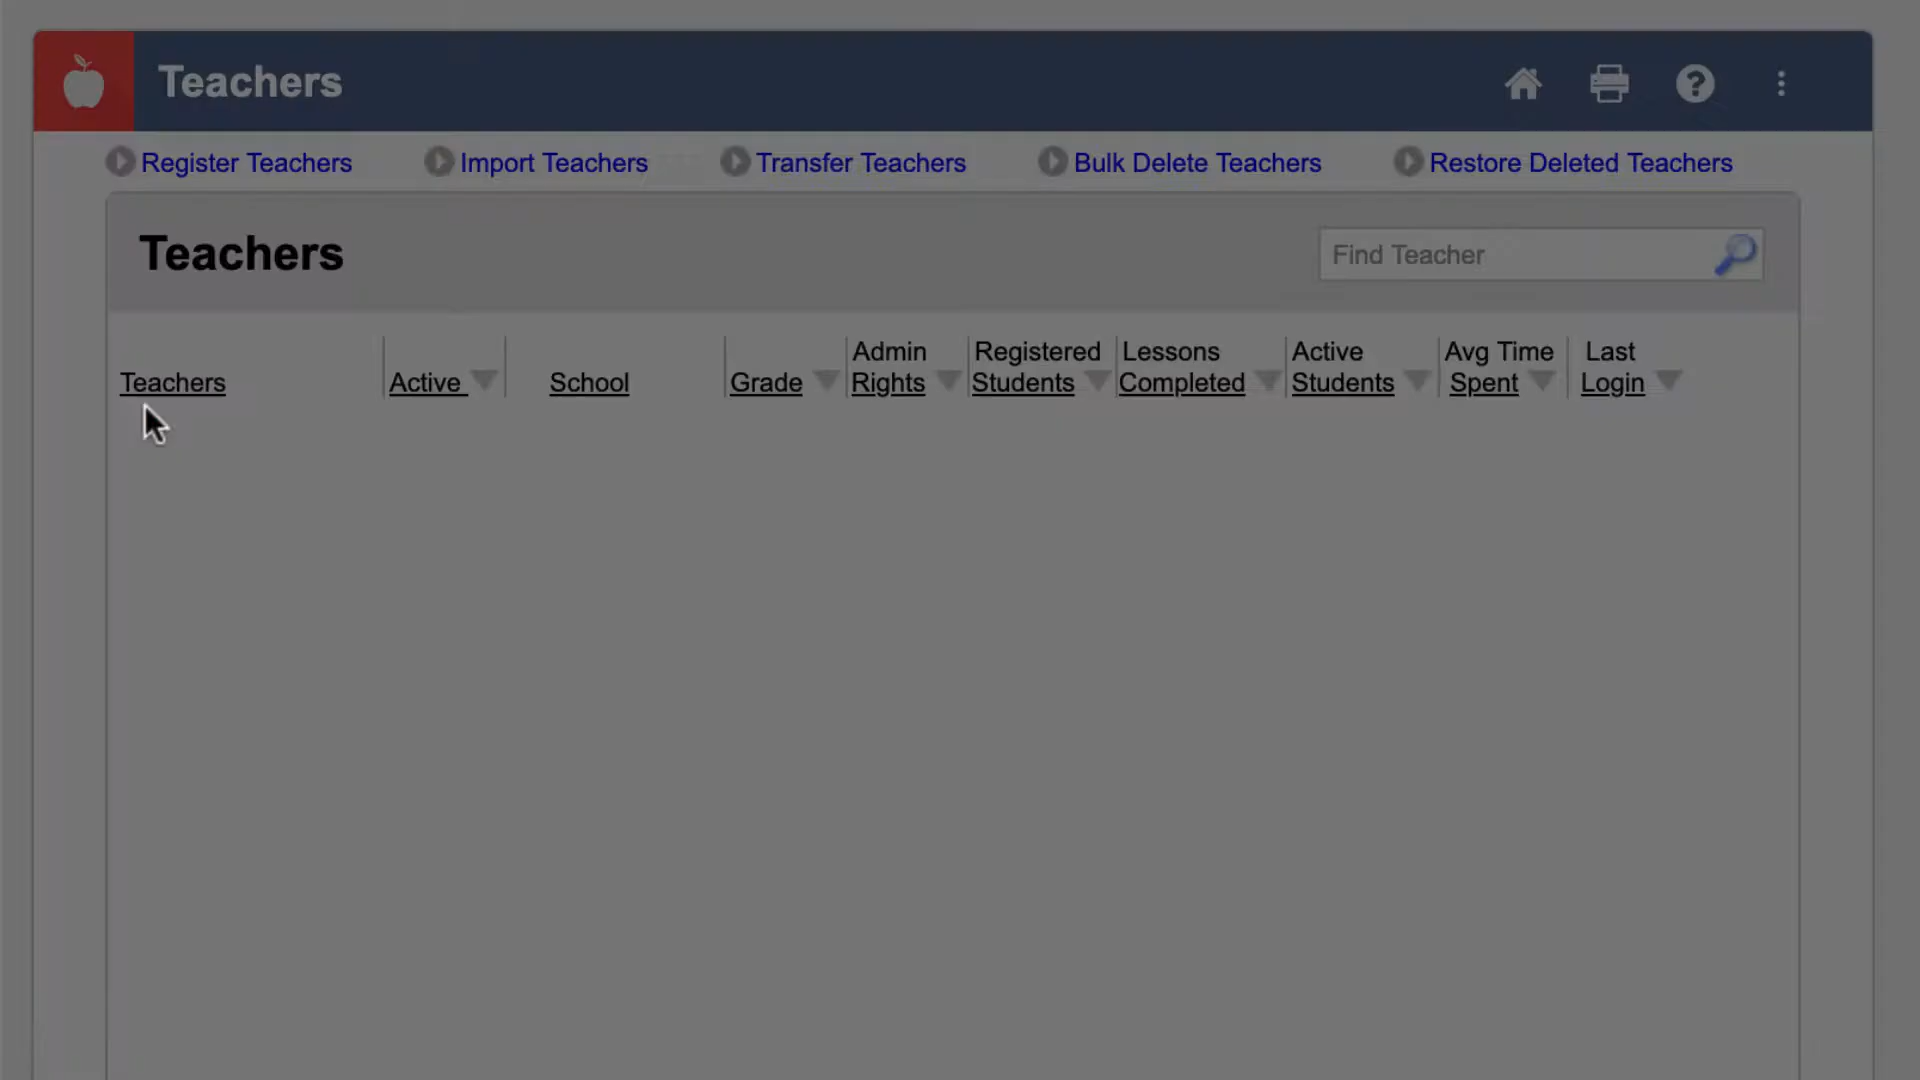 Teachers
Register Teachers Import Teachers Transfer Teachers Bulk Delete Teachers Restore Deleted Teachers
Teachers Find Teacher
Admin Registered Lessons Active Avg Time Last
Teachers Active School Grade Rights Students Completed Students Spent Login